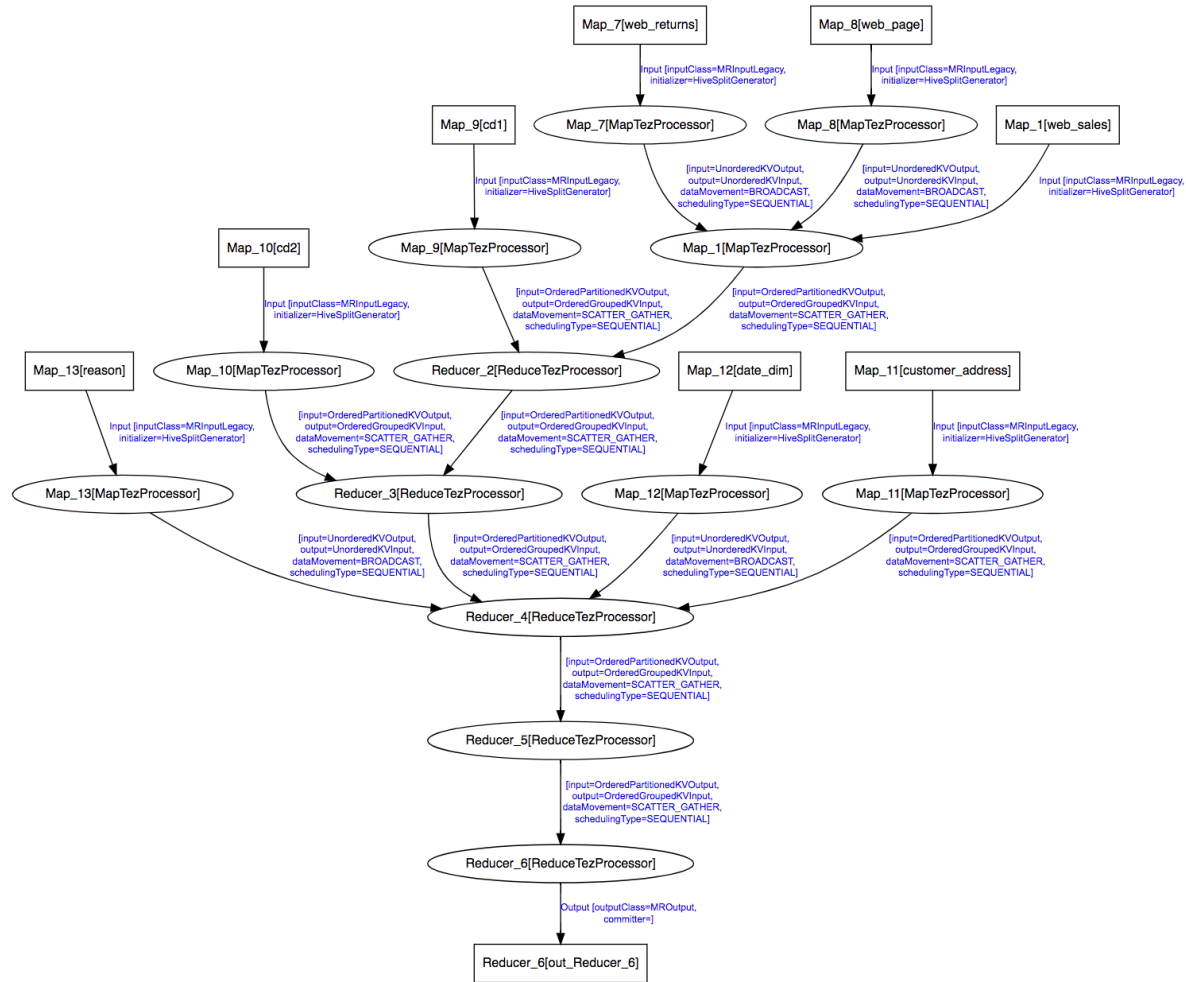 Map_7[web_returns]
Map_8[web_page]
Input [inputClass=MRInputLegacy,
initializer=HiveSplitGenerator]
Input [inputClass=MRInputLegacy,
initializer=HiveSplitGenerator]
Map_9[cd1]
Map_7[MapTezProcessor]
Map_8[MapTezProcessor]
Map_1[web_sales]
Input [inputClass=MRInputLegacy,
initializer=HiveSplitGenerator]
[input=UnorderedKVOutput,
output=UnorderedKVInput,
dataMovement=BROADCAST,
schedulingType=SEQUENTIAL]
[input=UnorderedKVOutput,
output=UnorderedKVInput,
dataMovement=BROADCAST,
schedulingType=SEQUENTIAL]
Input [inputClass=MRInputLegacy,
initializer=HiveSplitGenerator]
Map_10[cd2]
Map_9[MapTezProcessor]
Map_1[MapTezProcessor]
Input [inputClass=MRInputLegacy,
initializer=HiveSplitGenerator]
[input=OrderedPartitionedKVOutput,
output=OrderedGroupedKVInput,
dataMovement=SCATTER_GATHER,
schedulingType=SEQUENTIAL]
[input=OrderedPartitionedKVOutput,
output=OrderedGroupedKVInput,
dataMovement=SCATTER_GATHER,
schedulingType=SEQUENTIAL]
Map_13[reason]
Map_10[MapTezProcessor]
Reducer_2[ReduceTezProcessor]
Map_12[date_dim]
Map_11[customer_address]
Input [inputClass=MRInputLegacy,
initializer=HiveSplitGenerator]
[input=OrderedPartitionedKVOutput,
output=OrderedGroupedKVInput,
dataMovement=SCATTER_GATHER,
schedulingType=SEQUENTIAL]
[input=OrderedPartitionedKVOutput,
output=OrderedGroupedKVInput,
dataMovement=SCATTER_GATHER,
schedulingType=SEQUENTIAL]
Input [inputClass=MRInputLegacy,
initializer=HiveSplitGenerator]
Input [inputClass=MRInputLegacy,
initializer=HiveSplitGenerator]
Map_13[MapTezProcessor]
Reducer_3[ReduceTezProcessor]
Map_12[MapTezProcessor]
Map_11[MapTezProcessor]
[input=UnorderedKVOutput,
output=UnorderedKVInput,
dataMovement=BROADCAST,
schedulingType=SEQUENTIAL]
[input=OrderedPartitionedKVOutput,
output=OrderedGroupedKVInput,
dataMovement=SCATTER_GATHER,
schedulingType=SEQUENTIAL]
[input=UnorderedKVOutput,
output=UnorderedKVInput,
dataMovement=BROADCAST,
schedulingType=SEQUENTIAL]
[input=OrderedPartitionedKVOutput,
output=OrderedGroupedKVInput,
dataMovement=SCATTER_GATHER,
schedulingType=SEQUENTIAL]
Reducer_4[ReduceTezProcessor]
[input=OrderedPartitionedKVOutput,
output=OrderedGroupedKVInput,
dataMovement=SCATTER_GATHER,
schedulingType=SEQUENTIAL]
Reducer_5[ReduceTezProcessor]
[input=OrderedPartitionedKVOutput,
output=OrderedGroupedKVInput,
dataMovement=SCATTER_GATHER,
schedulingType=SEQUENTIAL]
Reducer_6[ReduceTezProcessor]
Output [outputClass=MROutput,
committer=]
Reducer_6[out_Reducer_6]